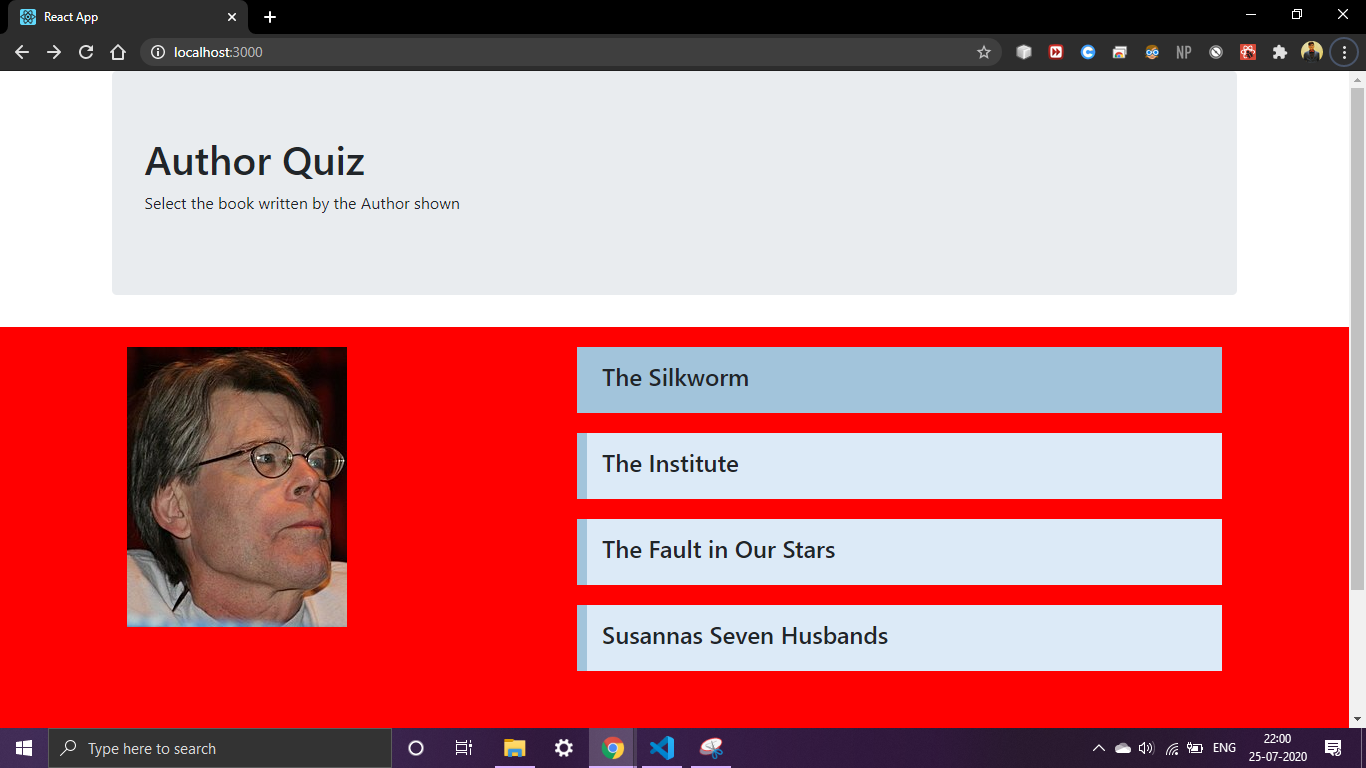 React App
localhost:3000
NP
Author Quiz
Select the book written by the Author shown
The Silkworm
The Institute
The Fault in Our Stars
Susannas Seven Husbands
Type here to search
ENG
22:00
25-07-2020